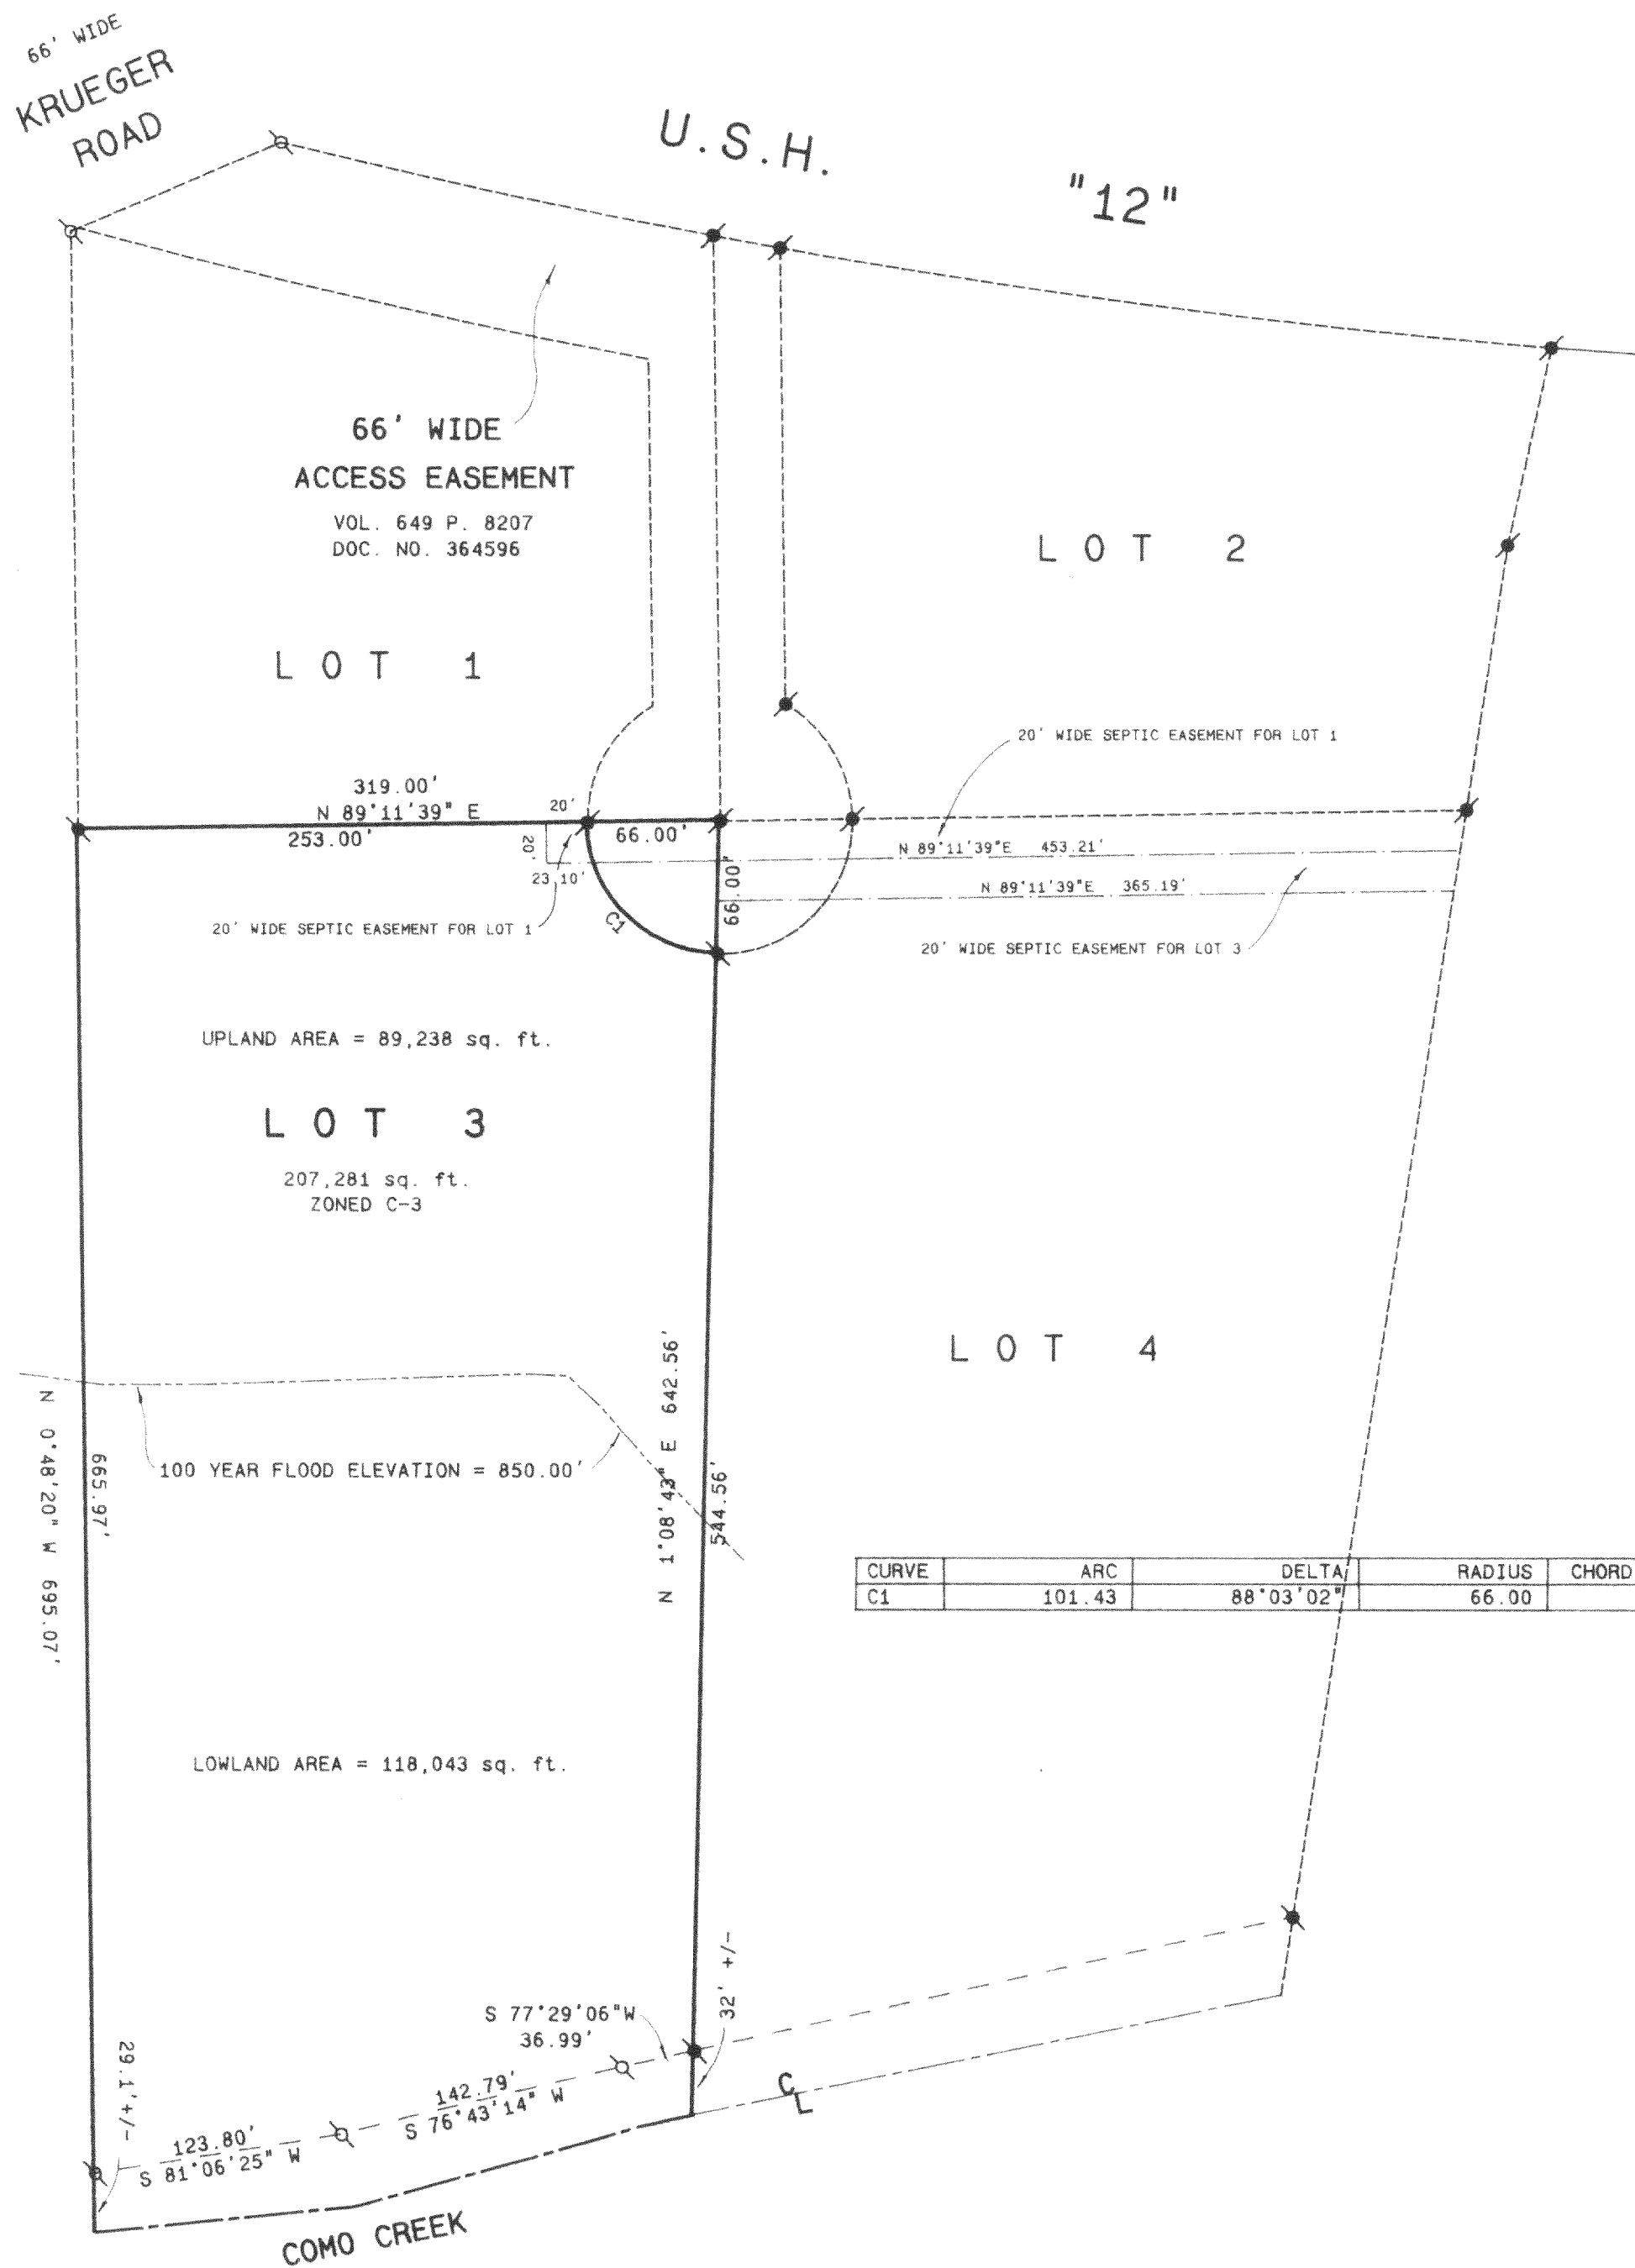 66' WIDE
KRUEGER
ROAD
U.S.H.
"12"
66' WIDE
ACCESS EASEMENT
VOL. 649 P. 8207
DOC. NO. 364596
LOT 2
LOT 1
20' WIDE SEPTIC EASEMENT FOR LOT 1
319.00'
N 89°11'39" E
253.00'
20'
20'
66.00'
66.00'
23.10'
N 89°11'39"E 453.21'
N 89°11'39"E 365.19'
C1
20' WIDE SEPTIC EASEMENT FOR LOT 1
20' WIDE SEPTIC EASEMENT FOR LOT 3
UPLAND AREA = 89,238 sq. ft.
LOT 3
207,281 sq. ft.
ZONED C-3
LOT 4
N 1°08'43" E 642.56'
544.56'
N 0°48'20" W 695.07'
665.97'
100 YEAR FLOOD ELEVATION = 850.00'
CURVE ARC DELTA RADIUS CHORD
C1 101.43 88°03'02" 66.00
LOWLAND AREA = 118,043 sq. ft.
32' +/-
S 77°29'06"W
36.99'
29.1'+/-
142.79'
S 76°43'14" W
123.80'
S 81°06'25" W
CL
COMO CREEK